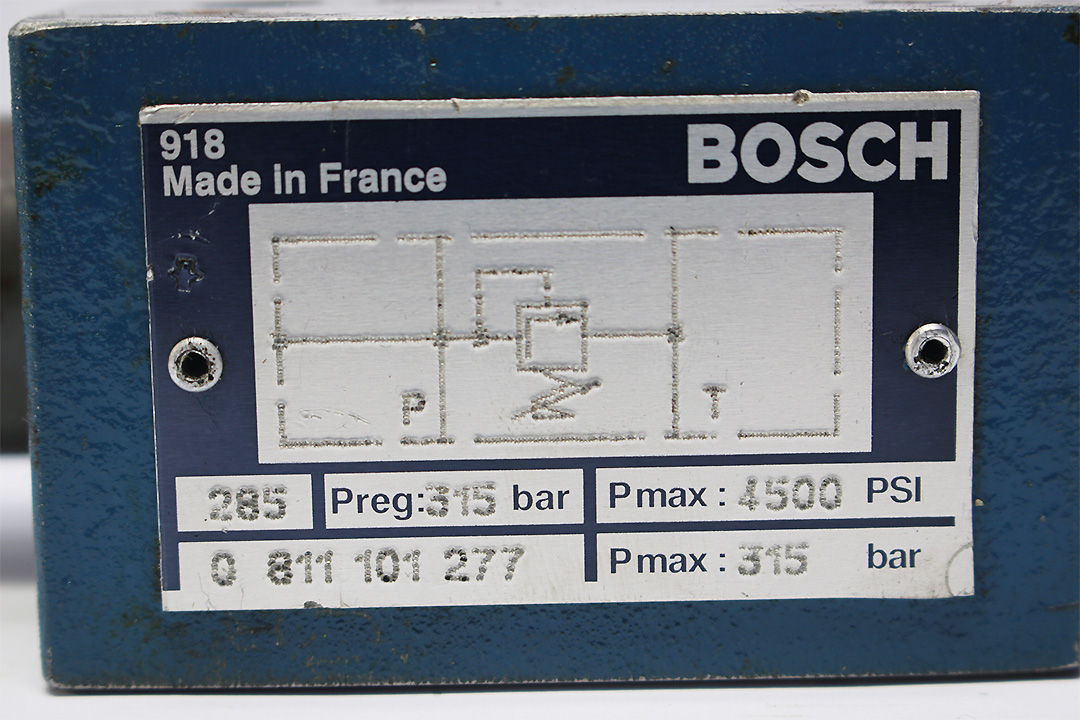 918
BOSCH
Made in France
P
T
285
Preg: 315 bar
Pmax : 4500 PSI
0 811 101 277
Pmax : 315 bar